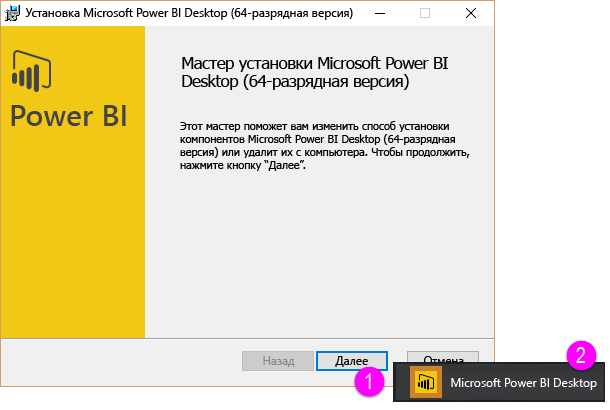 Установка Microsoft Power BI Desktop (64-разрядная версия)
Мастер установки Microsoft Power BI
Desktop (64-разрядная версия)
Power BI
Этот мастер поможет вам изменить способ установки
компонентов Microsoft Power BI Desktop (64-разрядная
версия) или удалит их с компьютера. Чтобы продолжить,
нажмите кнопку “Далее”.
Назад Далее Отмена
1
2
Microsoft Power BI Desktop